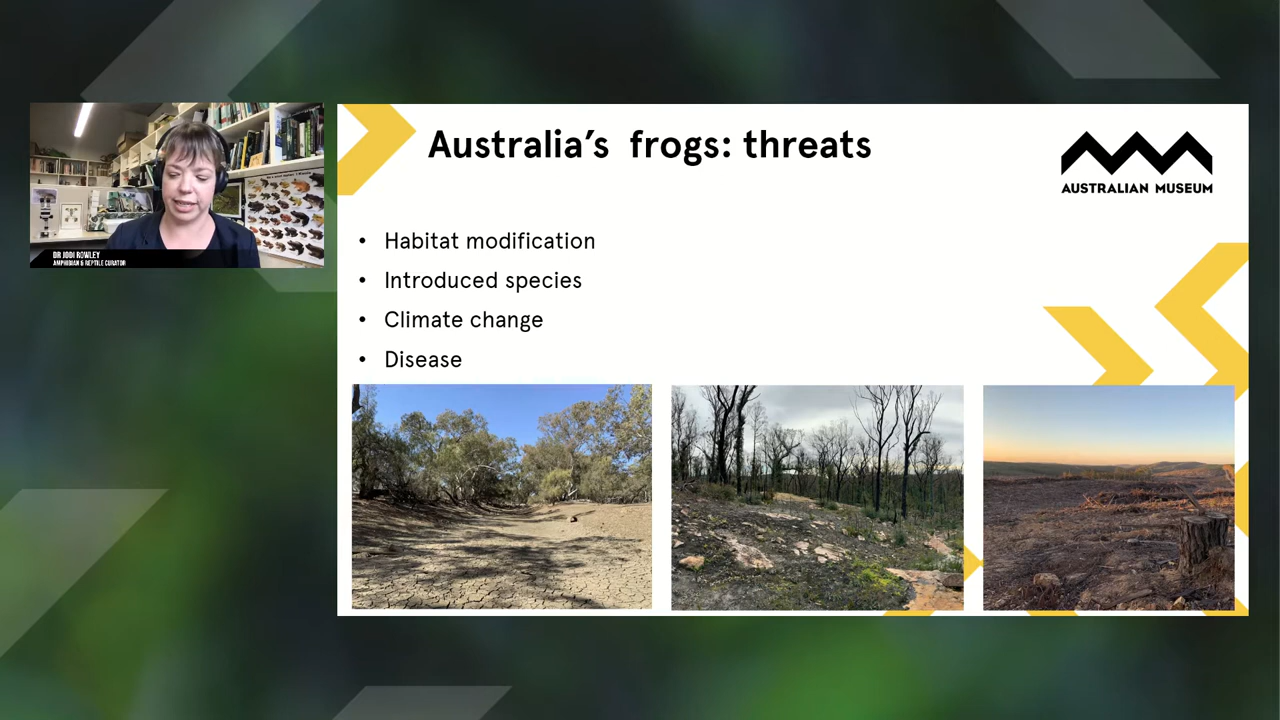 Australia's frogs: threats
AUSTRALIAN MUSEUM
• Habitat modification
• Introduced species
• Climate change
• Disease
DR JODI ROWLEY
AMPHIBIAN & REPTILE CURATOR